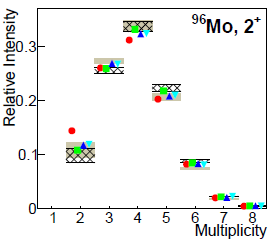 ⁹⁶Mo, 2⁺
Relative Intensity
0.3
0.2
0.1
0
1 2 3 4 5 6 7 8
Multiplicity